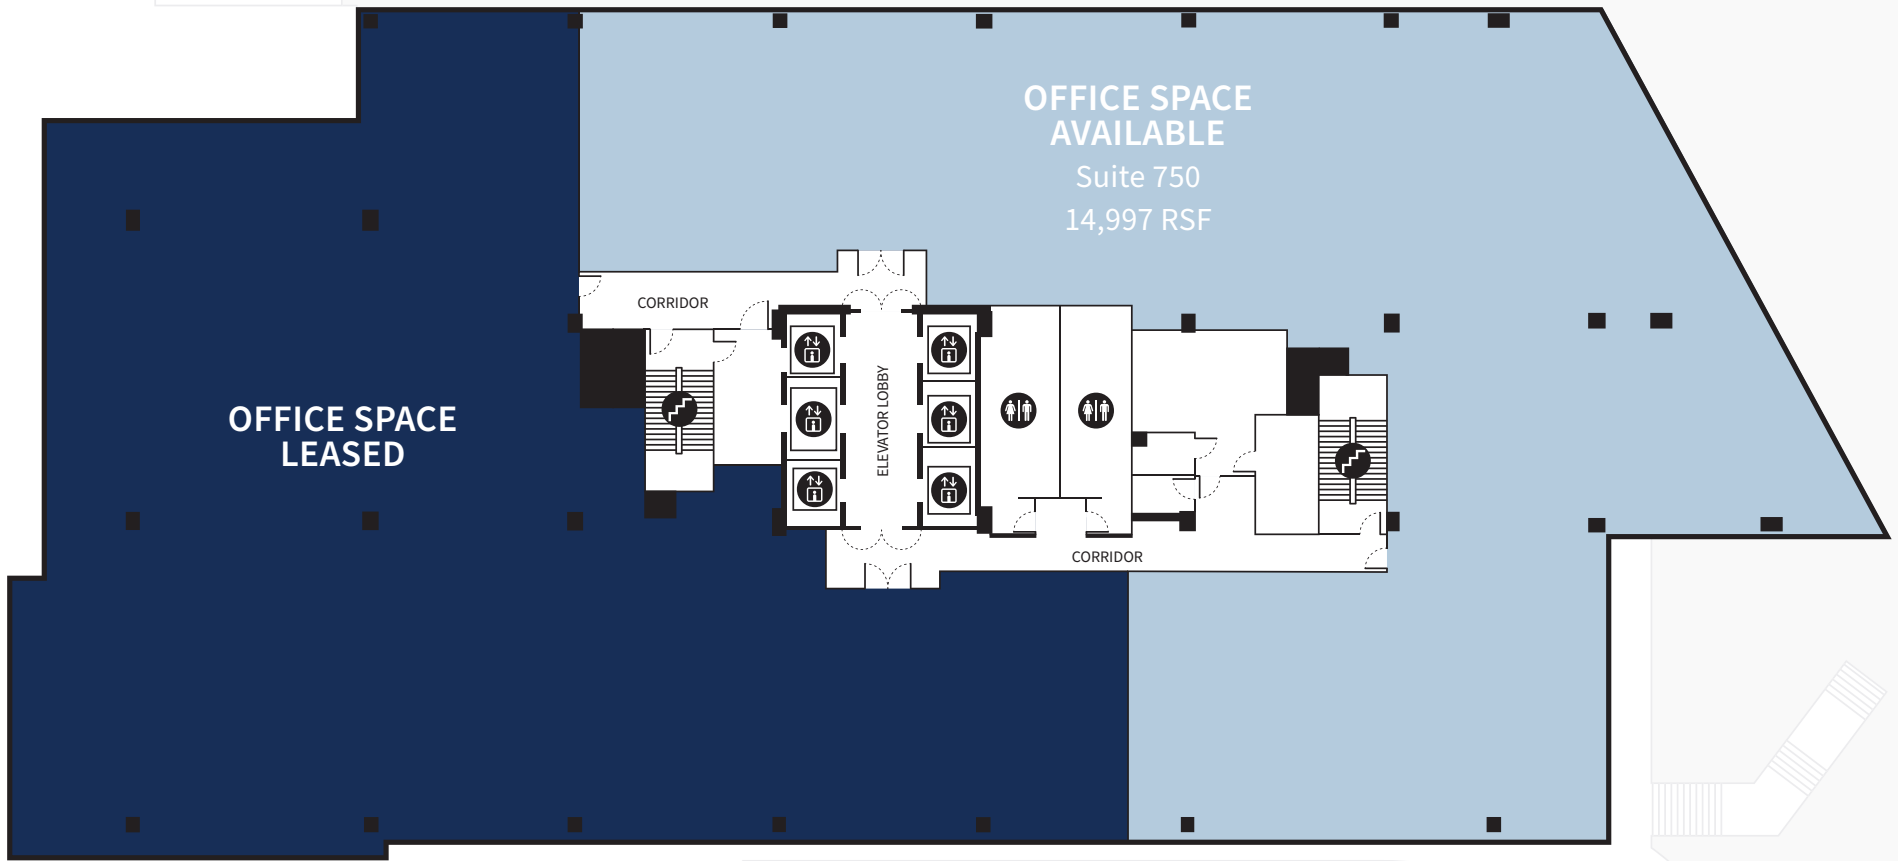 OFFICE SPACE
AVAILABLE
Suite 750
14,997 RSF
CORRIDOR
ELEVATOR LOBBY
OFFICE SPACE
LEASED
CORRIDOR